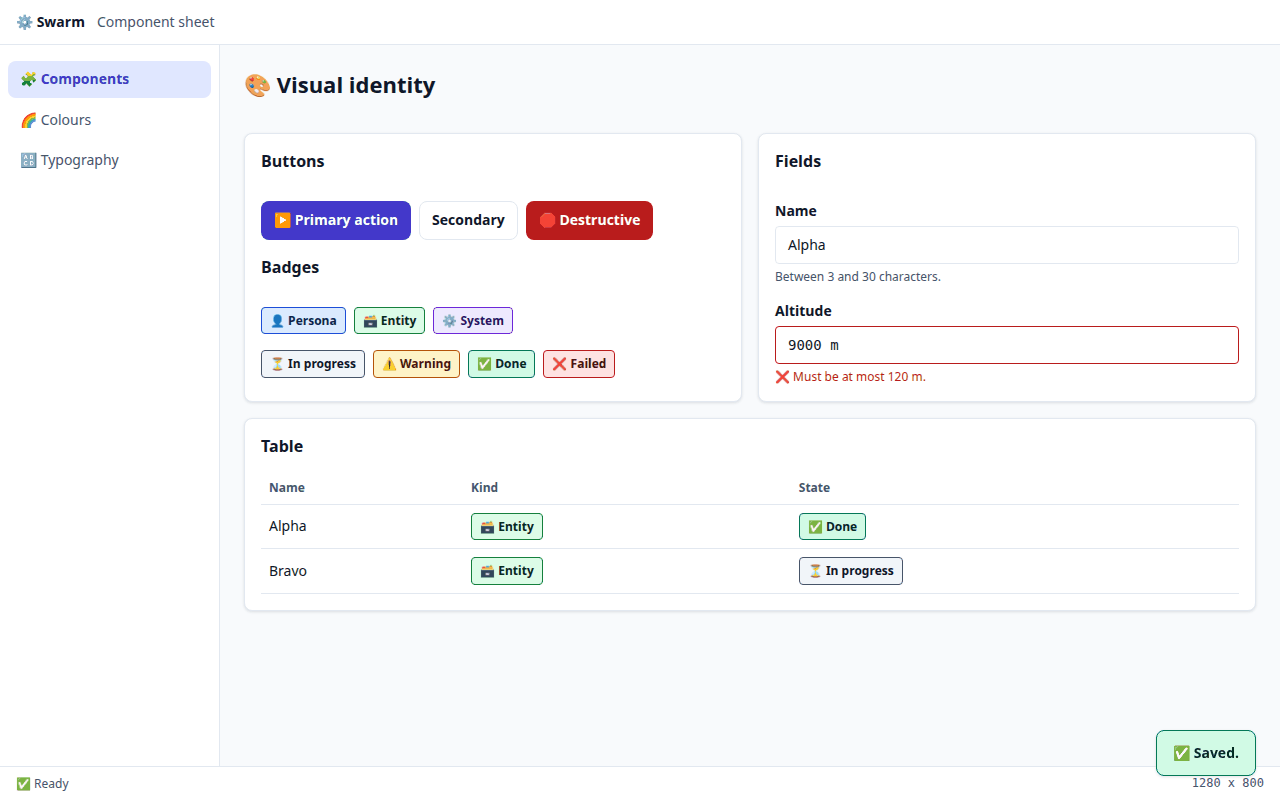 ⚙️ Swarm Component sheet
🧩 Components
🌈 Colours
🔠 Typography
🎨 Visual identity
Buttons
▶️ Primary action
Secondary
🛑 Destructive
Badges
👤 Persona
🗃️ Entity
⚙️ System
⏳ In progress
⚠️ Warning
✅ Done
❌ Failed
Fields
Name
Alpha
Between 3 and 30 characters.
Altitude
9000 m
❌ Must be at most 120 m.
Table
Name Kind State
Alpha 🗃️ Entity ✅ Done
Bravo 🗃️ Entity ⏳ In progress
✅ Saved.
✅ Ready
1280 x 800